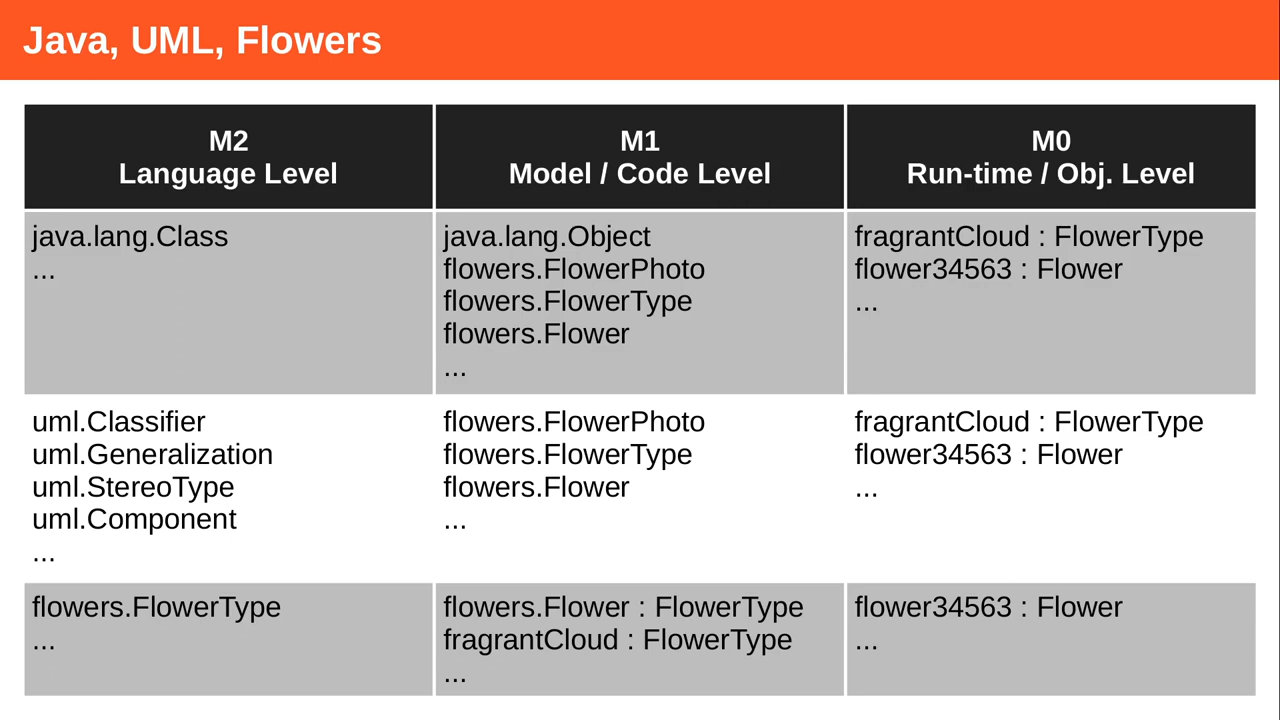 Java, UML, Flowers
M2
Language Level
M1
Model / Code Level
M0
Run-time / Obj. Level
java.lang.Class
...
java.lang.Object
flowers.FlowerPhoto
flowers.FlowerType
flowers.Flower
...
fragrantCloud : FlowerType
flower34563 : Flower
...
uml.Classifier
uml.Generalization
uml.StereoType
uml.Component
...
flowers.FlowerPhoto
flowers.FlowerType
flowers.Flower
...
fragrantCloud : FlowerType
flower34563 : Flower
...
flowers.FlowerType
...
flowers.Flower : FlowerType
fragrantCloud : FlowerType
...
flower34563 : Flower
...